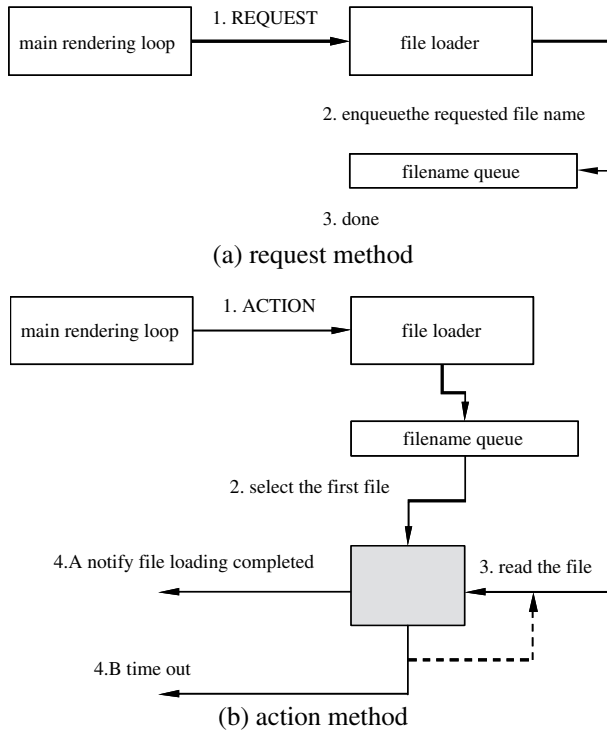 1. REQUEST
main rendering loop
file loader
2. enqueuethe requested file name
filename queue
3. done
(a) request method
1. ACTION
main rendering loop
file loader
filename queue
2. select the first file
4.A notify file loading completed
3. read the file
4.B time out
(b) action method